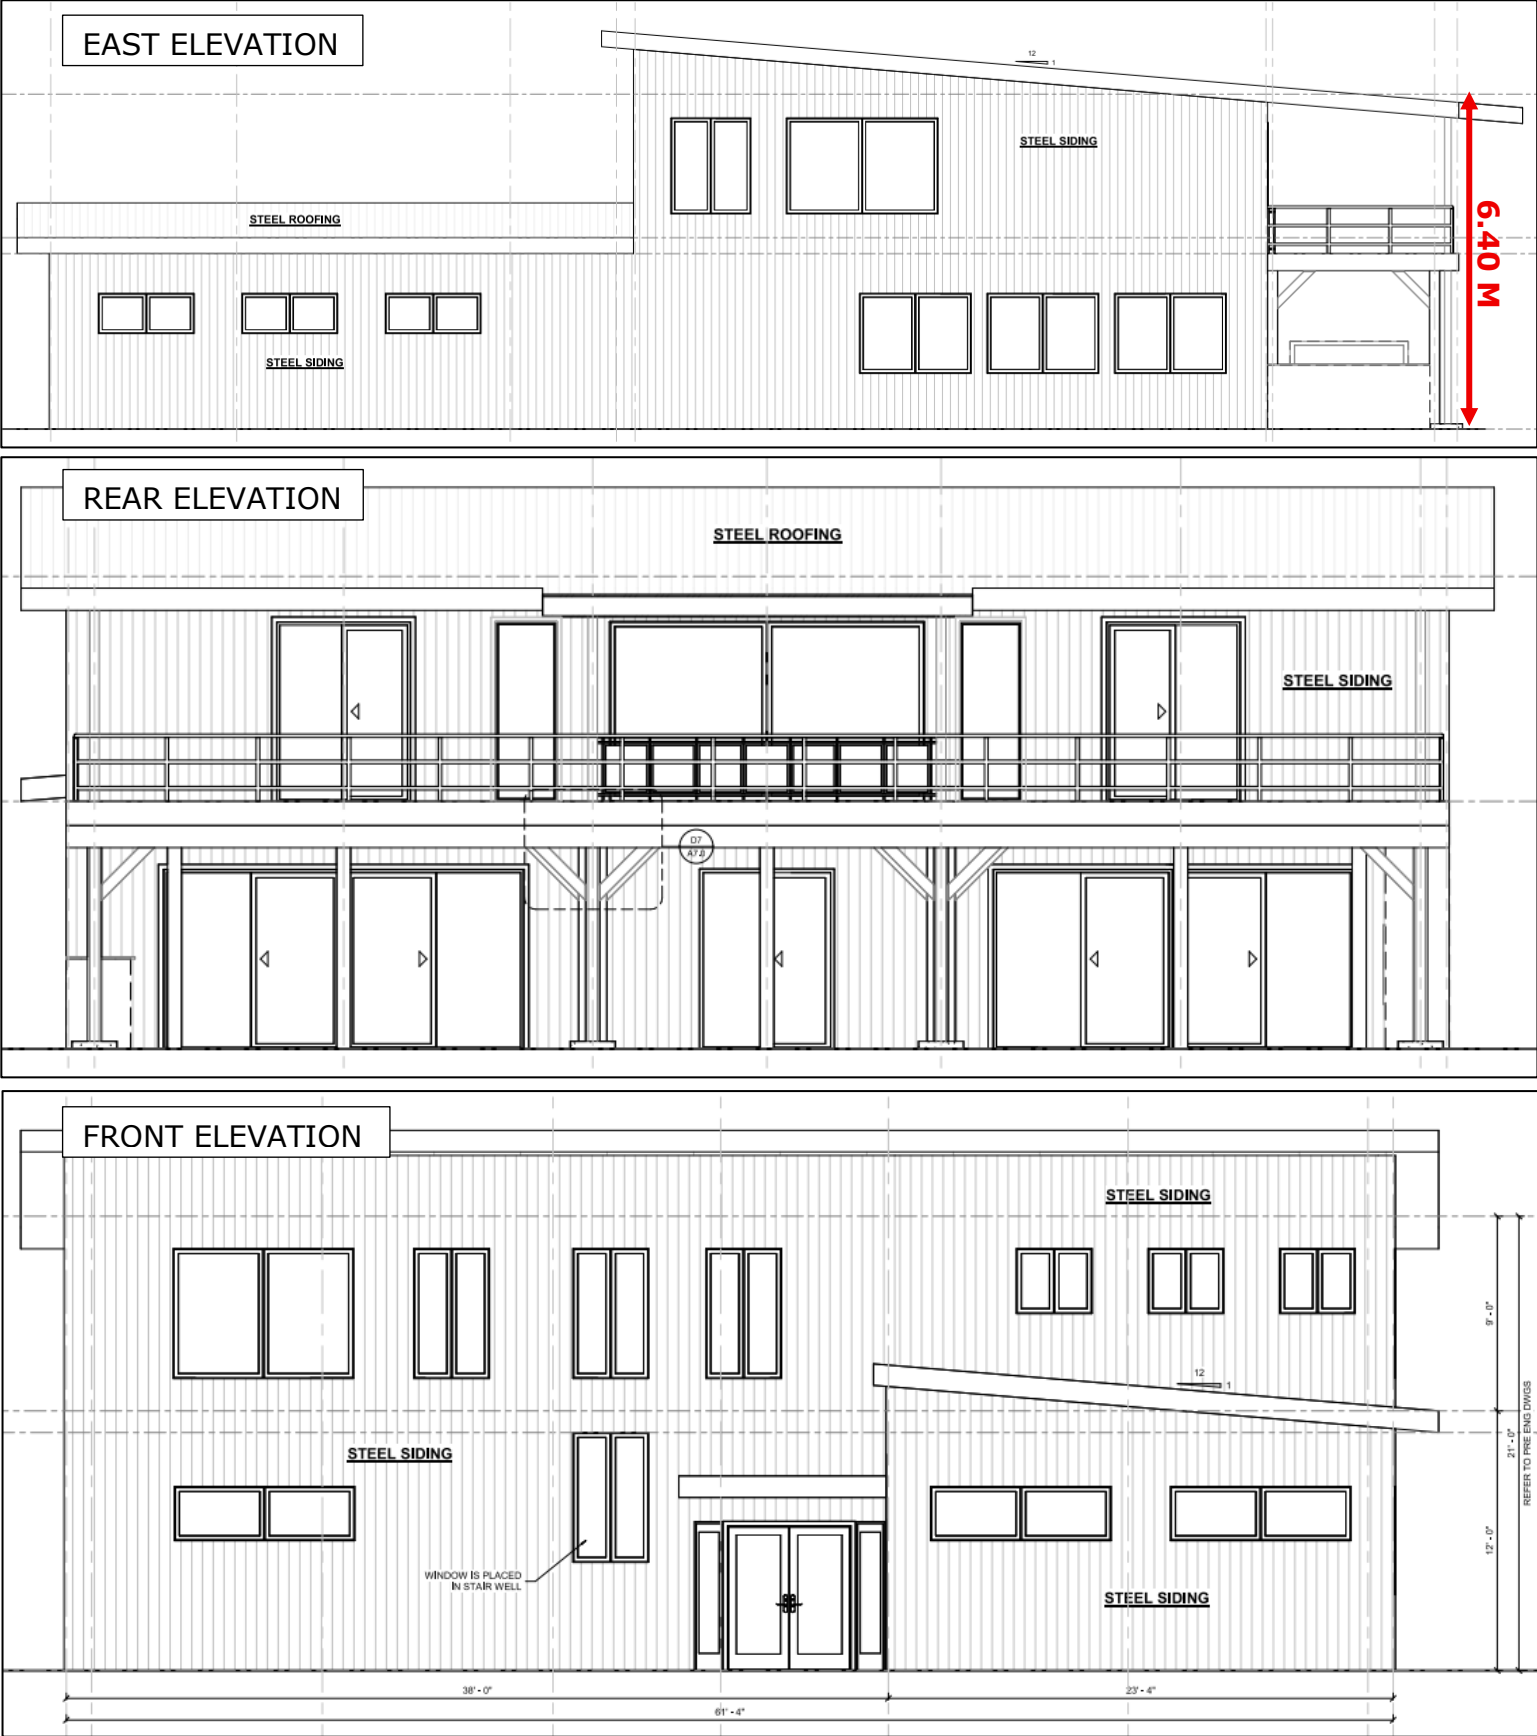 EAST ELEVATION
12
1
STEEL SIDING
STEEL ROOFING
6.40 M
STEEL SIDING
REAR ELEVATION
STEEL ROOFING
STEEL SIDING
D7
A7.0
FRONT ELEVATION
STEEL SIDING
9' - 0"
12
1
REFER TO PRE ENG DWGS
21' - 0"
STEEL SIDING
12' - 0"
WINDOW IS PLACED
IN STAIR WELL
STEEL SIDING
38' - 0"
23' - 4"
61' - 4"